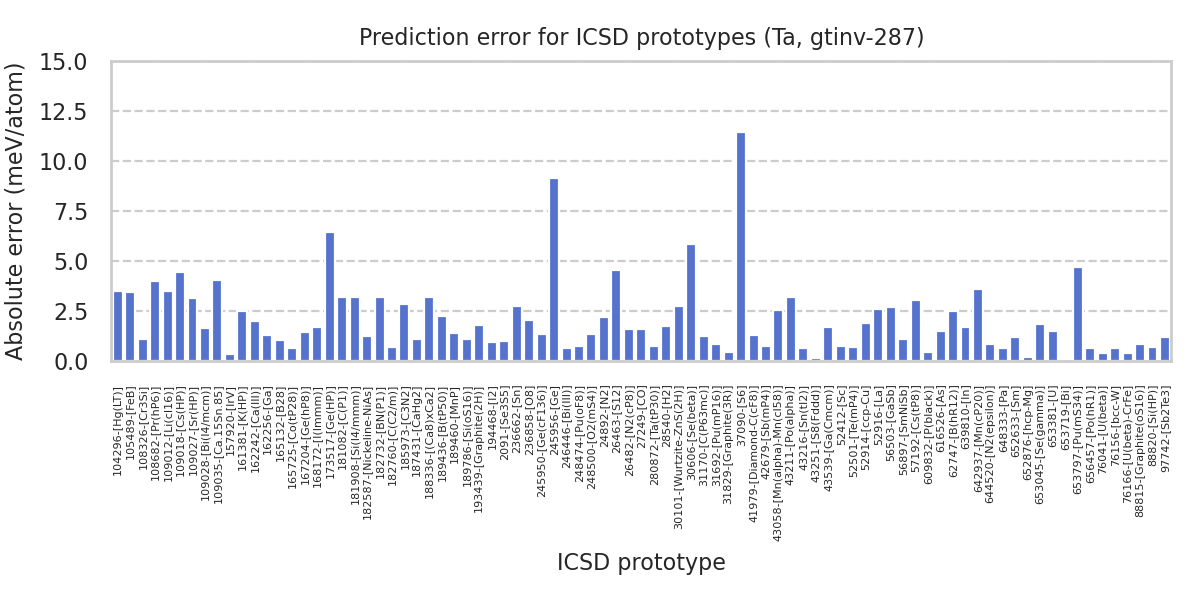 Prediction error for ICSD prototypes (Ta, gtinv-287)
Absolute error (meV/atom)
15.0
12.5
10.0
7.5
5.0
2.5
0.0
104296-[Hg(LT)]
105489-[FeB]
108326-[Cr3Si]
108682-[Pr(hP6)]
109012-[Li(cI16)]
109018-[Cs(HP)]
109027-[Sr(HP)]
109028-[Bi(I4/mcm)]
109035-[Ca.15Sn.85]
157920-[IrV]
161381-[K(HP)]
162242-[Ca(III)]
162256-[Ga]
165132-[B28]
165725-[Co(tP28)]
167204-[Ge(hP8)]
168172-[I(Immm)]
173517-[Ge(HP)]
181082-[C(P1)]
181908-[Si(I4/mmm)]
182587-[Nickeline-NiAs]
182732-[BN(P1)]
182760-[C(C2/m)]
185973-[C3N2]
187431-[CaHg2]
188336-[(Ca8)xCa2]
189436-[B(tP50)]
189460-[MnP]
189786-[Si(oS16)]
193439-[Graphite(2H)]
194468-[I2]
2091-[Se3S5]
236662-[Sn]
236858-[O8]
245950-[Ge(cF136)]
245956-[Ge]
246446-[Bi(III)]
248474-[Pu(oF8)]
248500-[O2(mS4)]
24892-[N2]
26463-[S12]
26482-[N2(cP8)]
27249-[CO]
280872-[Ta(tP30)]
28540-[H2]
30101-[Wurtzite-ZnS(2H)]
30606-[Se(beta)]
31170-[C(P63mc)]
31692-[Pu(mP16)]
31829-[Graphite(3R)]
37090-[S6]
41979-[Diamond-C(cF8)]
42679-[Sb(mP4)]
43058-[Mn(alpha)-Mn(cI58)]
43211-[Po(alpha)]
43216-[Sn(tI2)]
43251-[S8(Fddd)]
43539-[Ga(Cmcm)]
52412-[Sc]
52501-[Te(mP4)]
52914-[ccp-Cu]
52916-[La]
56503-[GaSb]
56897-[SmNiSb]
57192-[Cs(tP8)]
609832-[P(black)]
616526-[As]
62747-[B(hR12)]
639810-[In]
642937-[Mn(cP20)]
644520-[N2(epsilon)]
648333-[Pa]
652633-[Sm]
652876-[hcp-Mg]
653045-[Se(gamma)]
653381-[U]
653719-[Bi]
653797-[Pu(mS34)]
656457-[Po(hR1)]
76041-[U(beta)]
76156-[bcc-W]
76166-[U(beta)-CrFe]
88815-[Graphite(oS16)]
88820-[Si(HP)]
97742-[Sb2Te3]
ICSD prototype